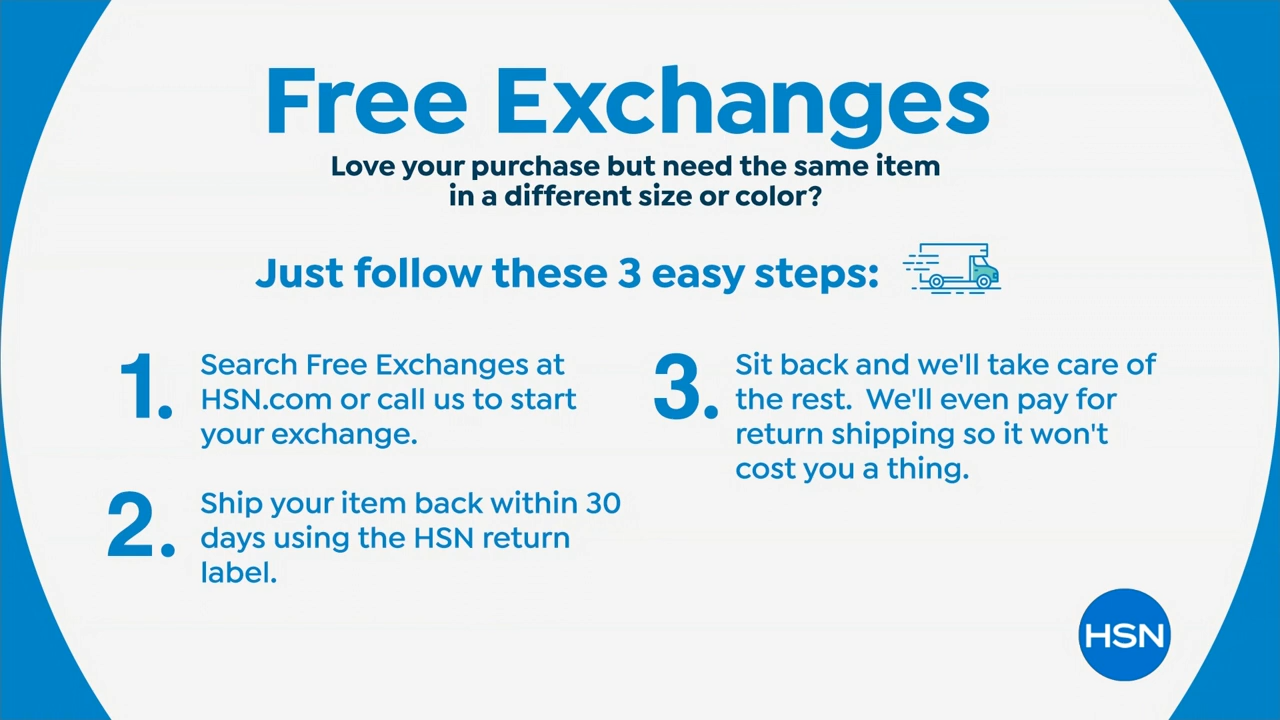 Free Exchanges
Love your purchase but need the same item
in a different size or color?
Just follow these 3 easy steps:
1. Search Free Exchanges at
HSN.com or call us to start
your exchange.
2. Ship your item back within 30
days using the HSN return
label.
3. Sit back and we'll take care of
the rest.  We'll even pay for
return shipping so it won't
cost you a thing.
HSN